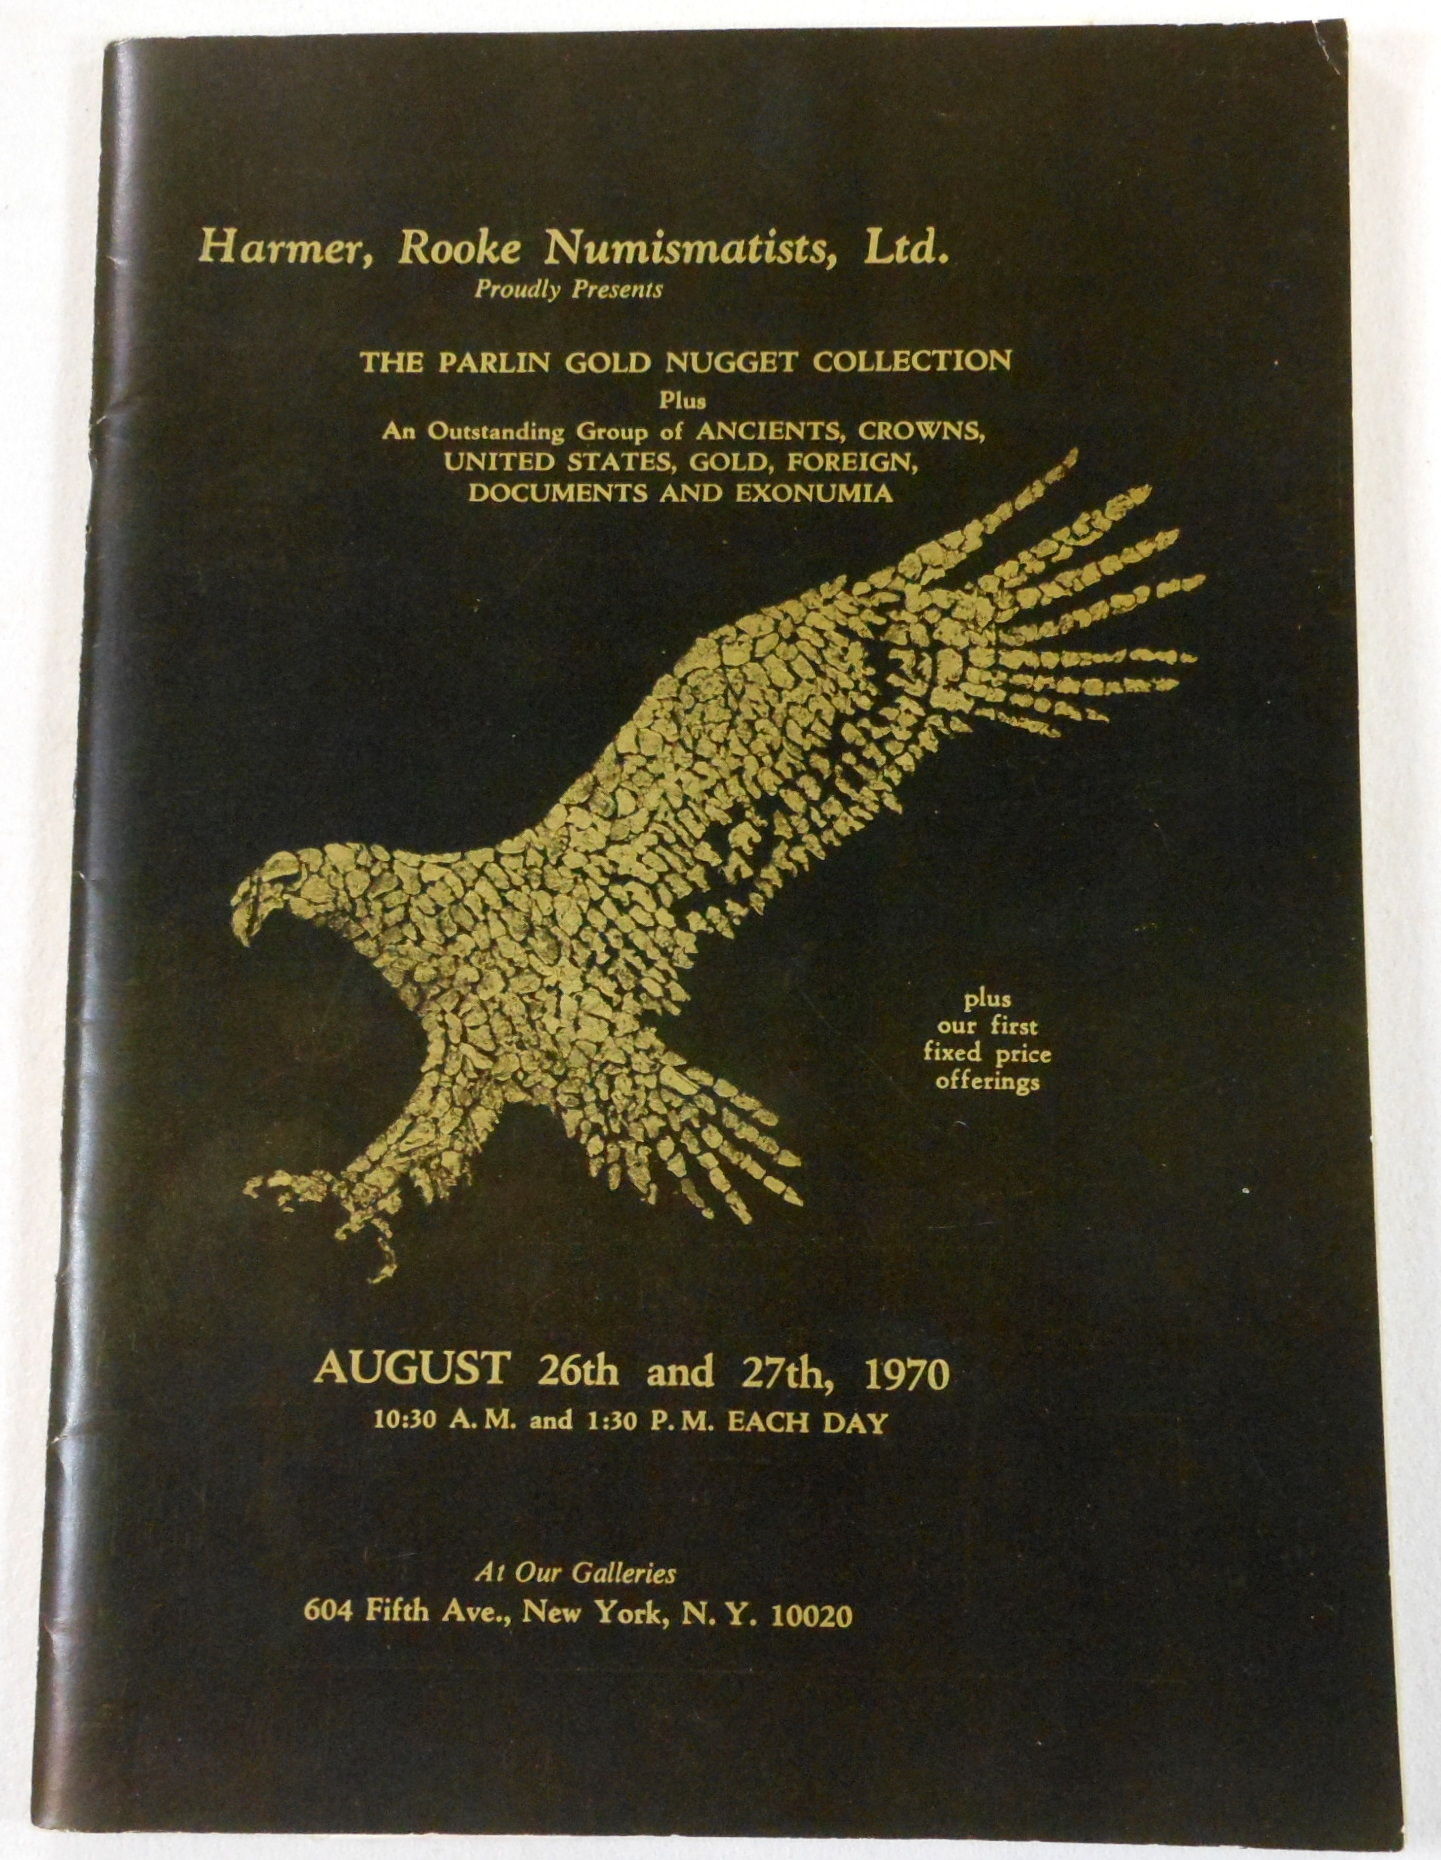 Harmer, Rooke Numismatists, Ltd.
Proudly Presents
THE PARLIN GOLD NUGGET COLLECTION
Plus
An Outstanding Group of ANCIENTS, CROWNS,
UNITED STATES, GOLD, FOREIGN,
DOCUMENTS AND EXONUMIA
plus
our first
fixed price
offerings
AUGUST 26th and 27th, 1970
10:30 A. M. and 1:30 P. M. EACH DAY
At Our Galleries
604 Fifth Ave., New York, N. Y. 10020